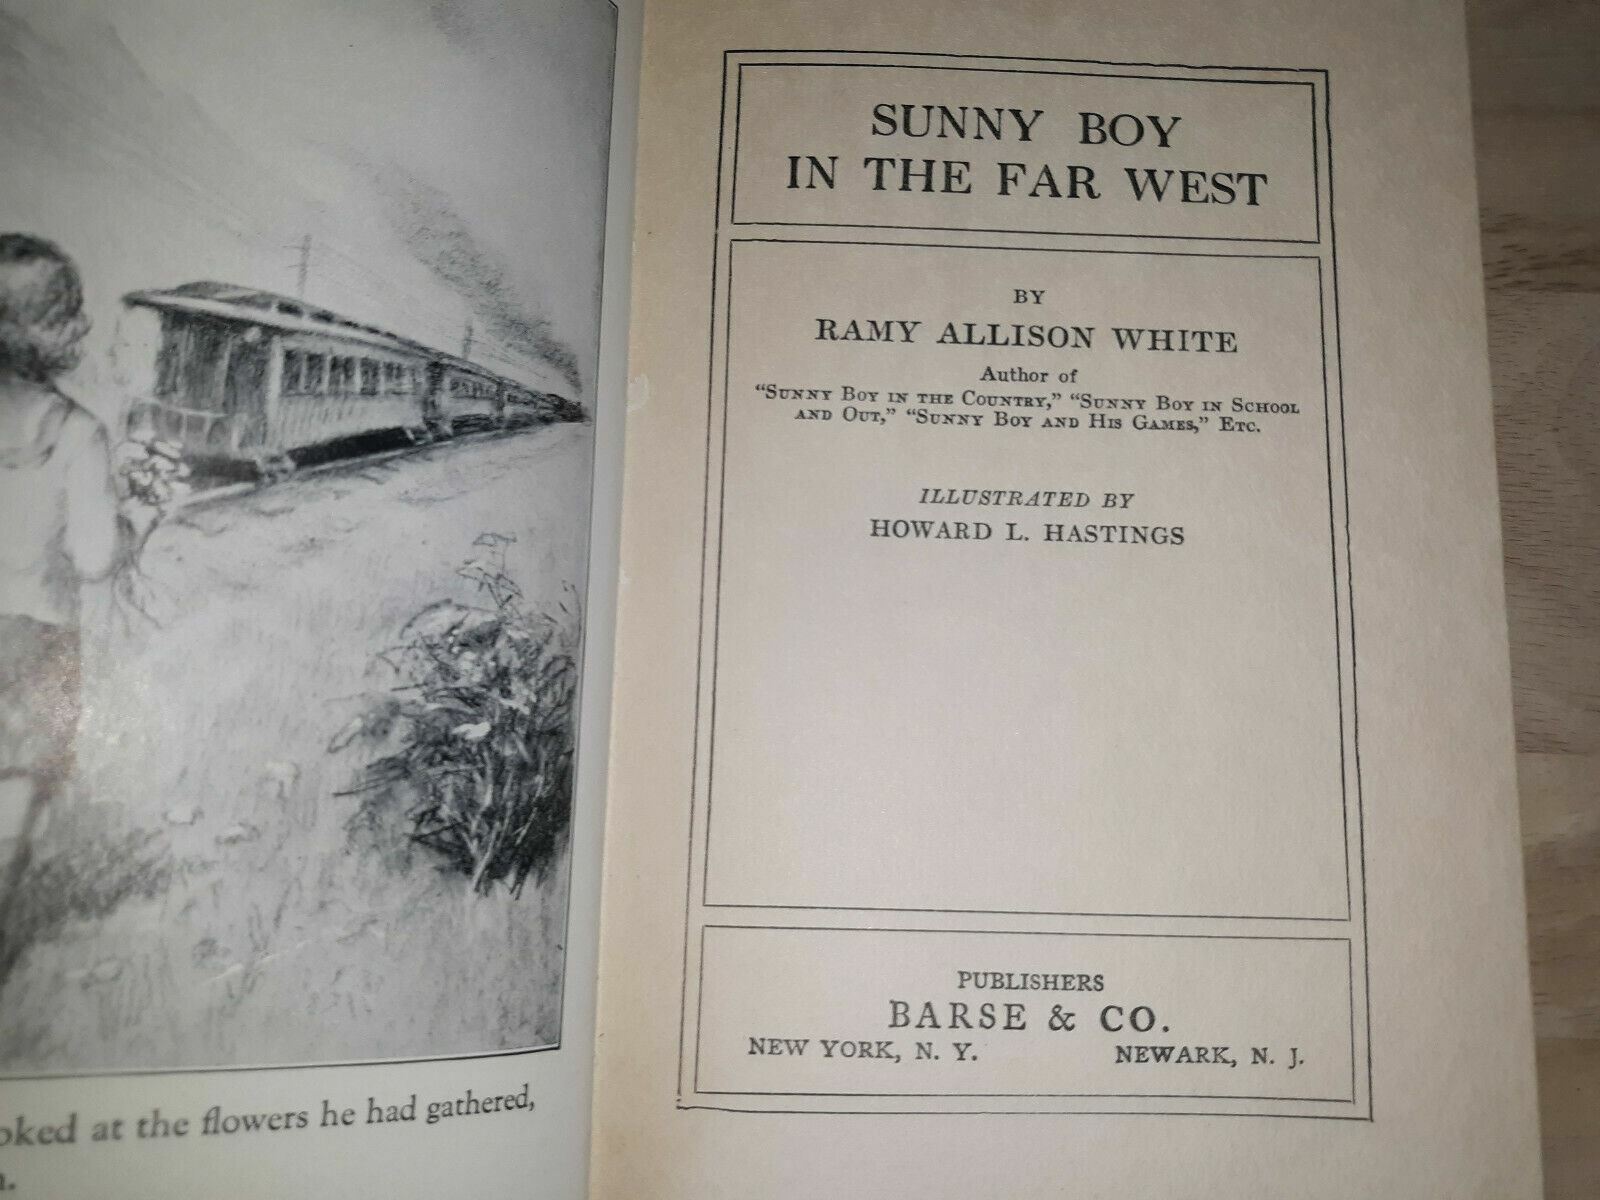 at the flowers he had gathered,
SUNNY BOY
IN THE FAR WEST
BY
RAMY ALLISON WHITE
Author of
"SUNNY BOY IN THE COUNTRY," "SUNNY BOY IN SCHOOL
AND OUT," "SUNNY BOY AND HIS GAMES," ETC.
ILLUSTRATED BY
HOWARD L. HASTINGS
PUBLISHERS
BARSE & CO.
NEW YORK, N. Y. NEWARK, N. J.